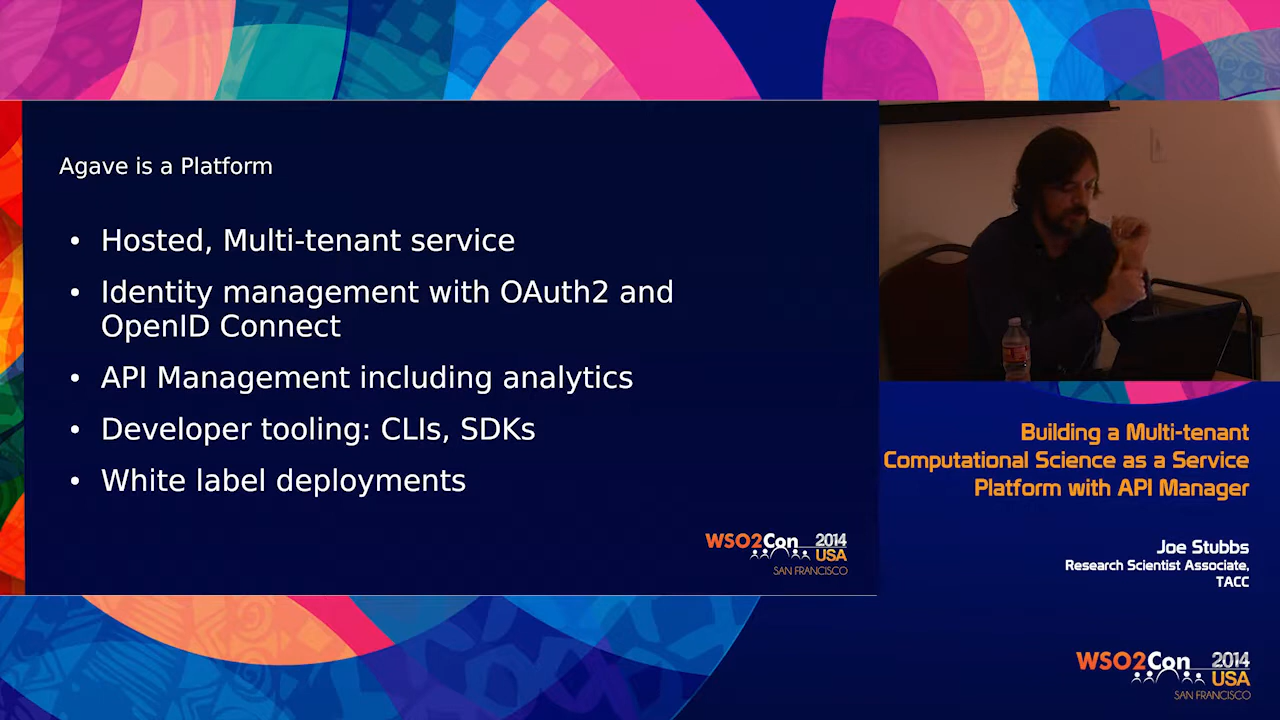 Agave is a Platform
• Hosted, Multi-tenant service
• Identity management with OAuth2 and
OpenID Connect
• API Management including analytics
• Developer tooling: CLIs, SDKs
• White label deployments
WSO2Con 2014
USA
SAN FRANCISCO
Building a Multi-tenant
Computational Science as a Service
Platform with API Manager
Joe Stubbs
Research Scientist Associate,
TACC
WSO2Con 2014
USA
SAN FRANCISCO